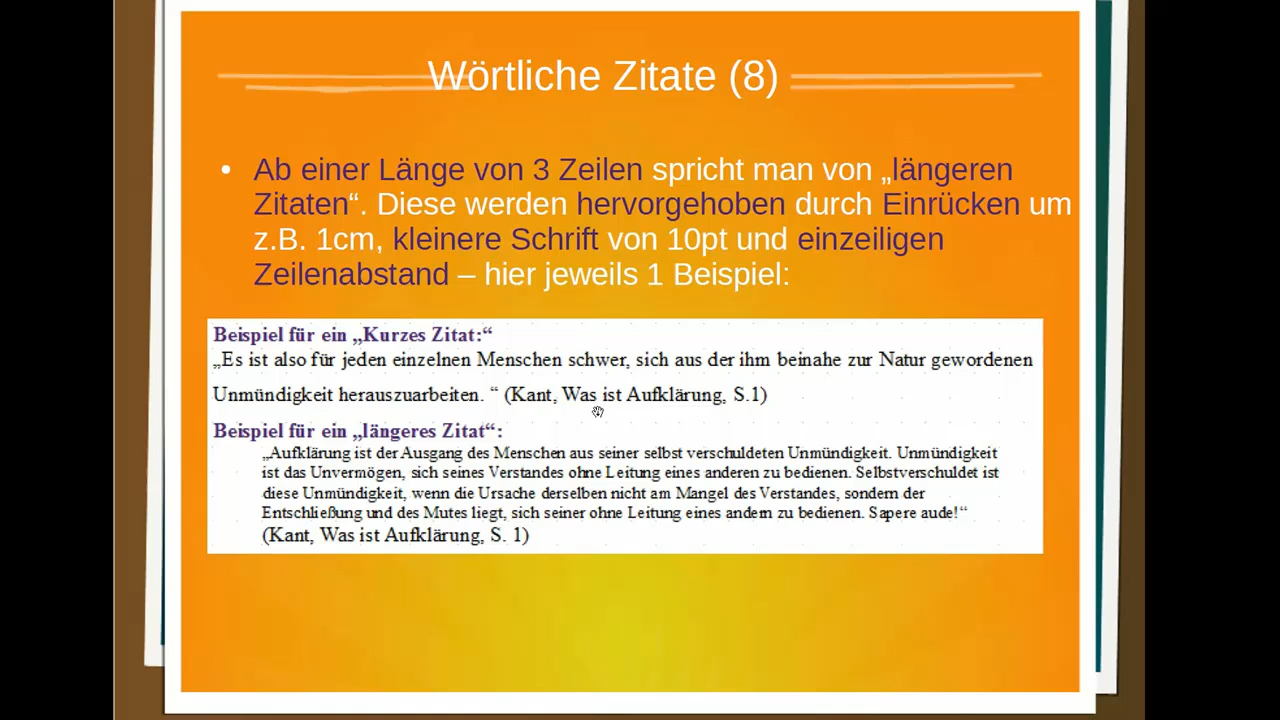 Wörtliche Zitate (8)
• Ab einer Länge von 3 Zeilen spricht man von „längeren
Zitaten“. Diese werden hervorgehoben durch Einrücken um
z.B. 1cm, kleinere Schrift von 10pt und einzeiligen
Zeilenabstand – hier jeweils 1 Beispiel:
Beispiel für ein „Kurzes Zitat:“
„Es ist also für jeden einzelnen Menschen schwer, sich aus der ihm beinahe zur Natur gewordenen
Unmündigkeit herauszuarbeiten. “ (Kant, Was ist Aufklärung, S.1)
Beispiel für ein „längeres Zitat“:
„Aufklärung ist der Ausgang des Menschen aus seiner selbst verschuldeten Unmündigkeit. Unmündigkeit
ist das Unvermögen, sich seines Verstandes ohne Leitung eines anderen zu bedienen. Selbstverschuldet ist
diese Unmündigkeit, wenn die Ursache derselben nicht am Mangel des Verstandes, sondern der
Entschließung und des Mutes liegt, sich seiner ohne Leitung eines andern zu bedienen. Sapere aude!“
(Kant, Was ist Aufklärung, S. 1)